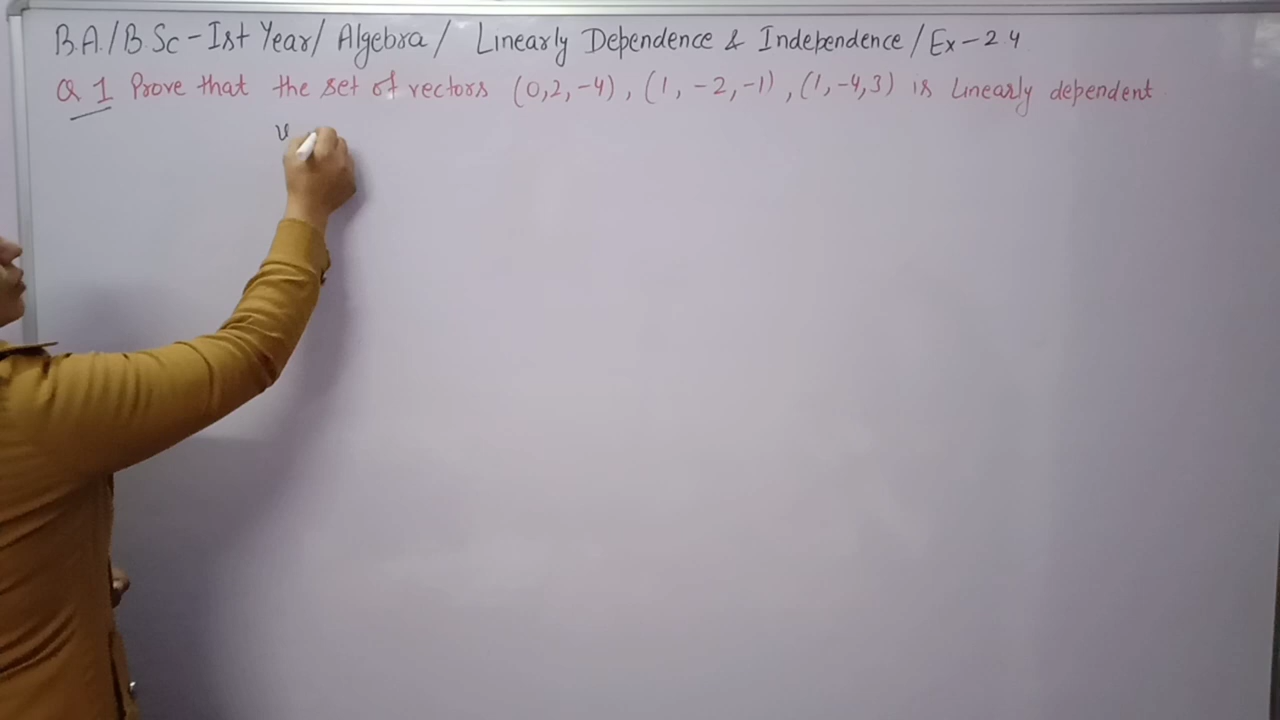 B.A./B.Sc - Ist Year/ Algebra/ Linearly Dependence & Independence / Ex - 2.4
Q 1 Prove that the set of vectors (0,2,-4), (1, -2,-1), (1,-4,3) is Linearly dependent